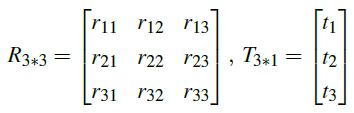 R3*3 = [r11 r12 r13
r21 r22 r23
r31 r32 r33] , T3*1 = [t1
t2
t3]